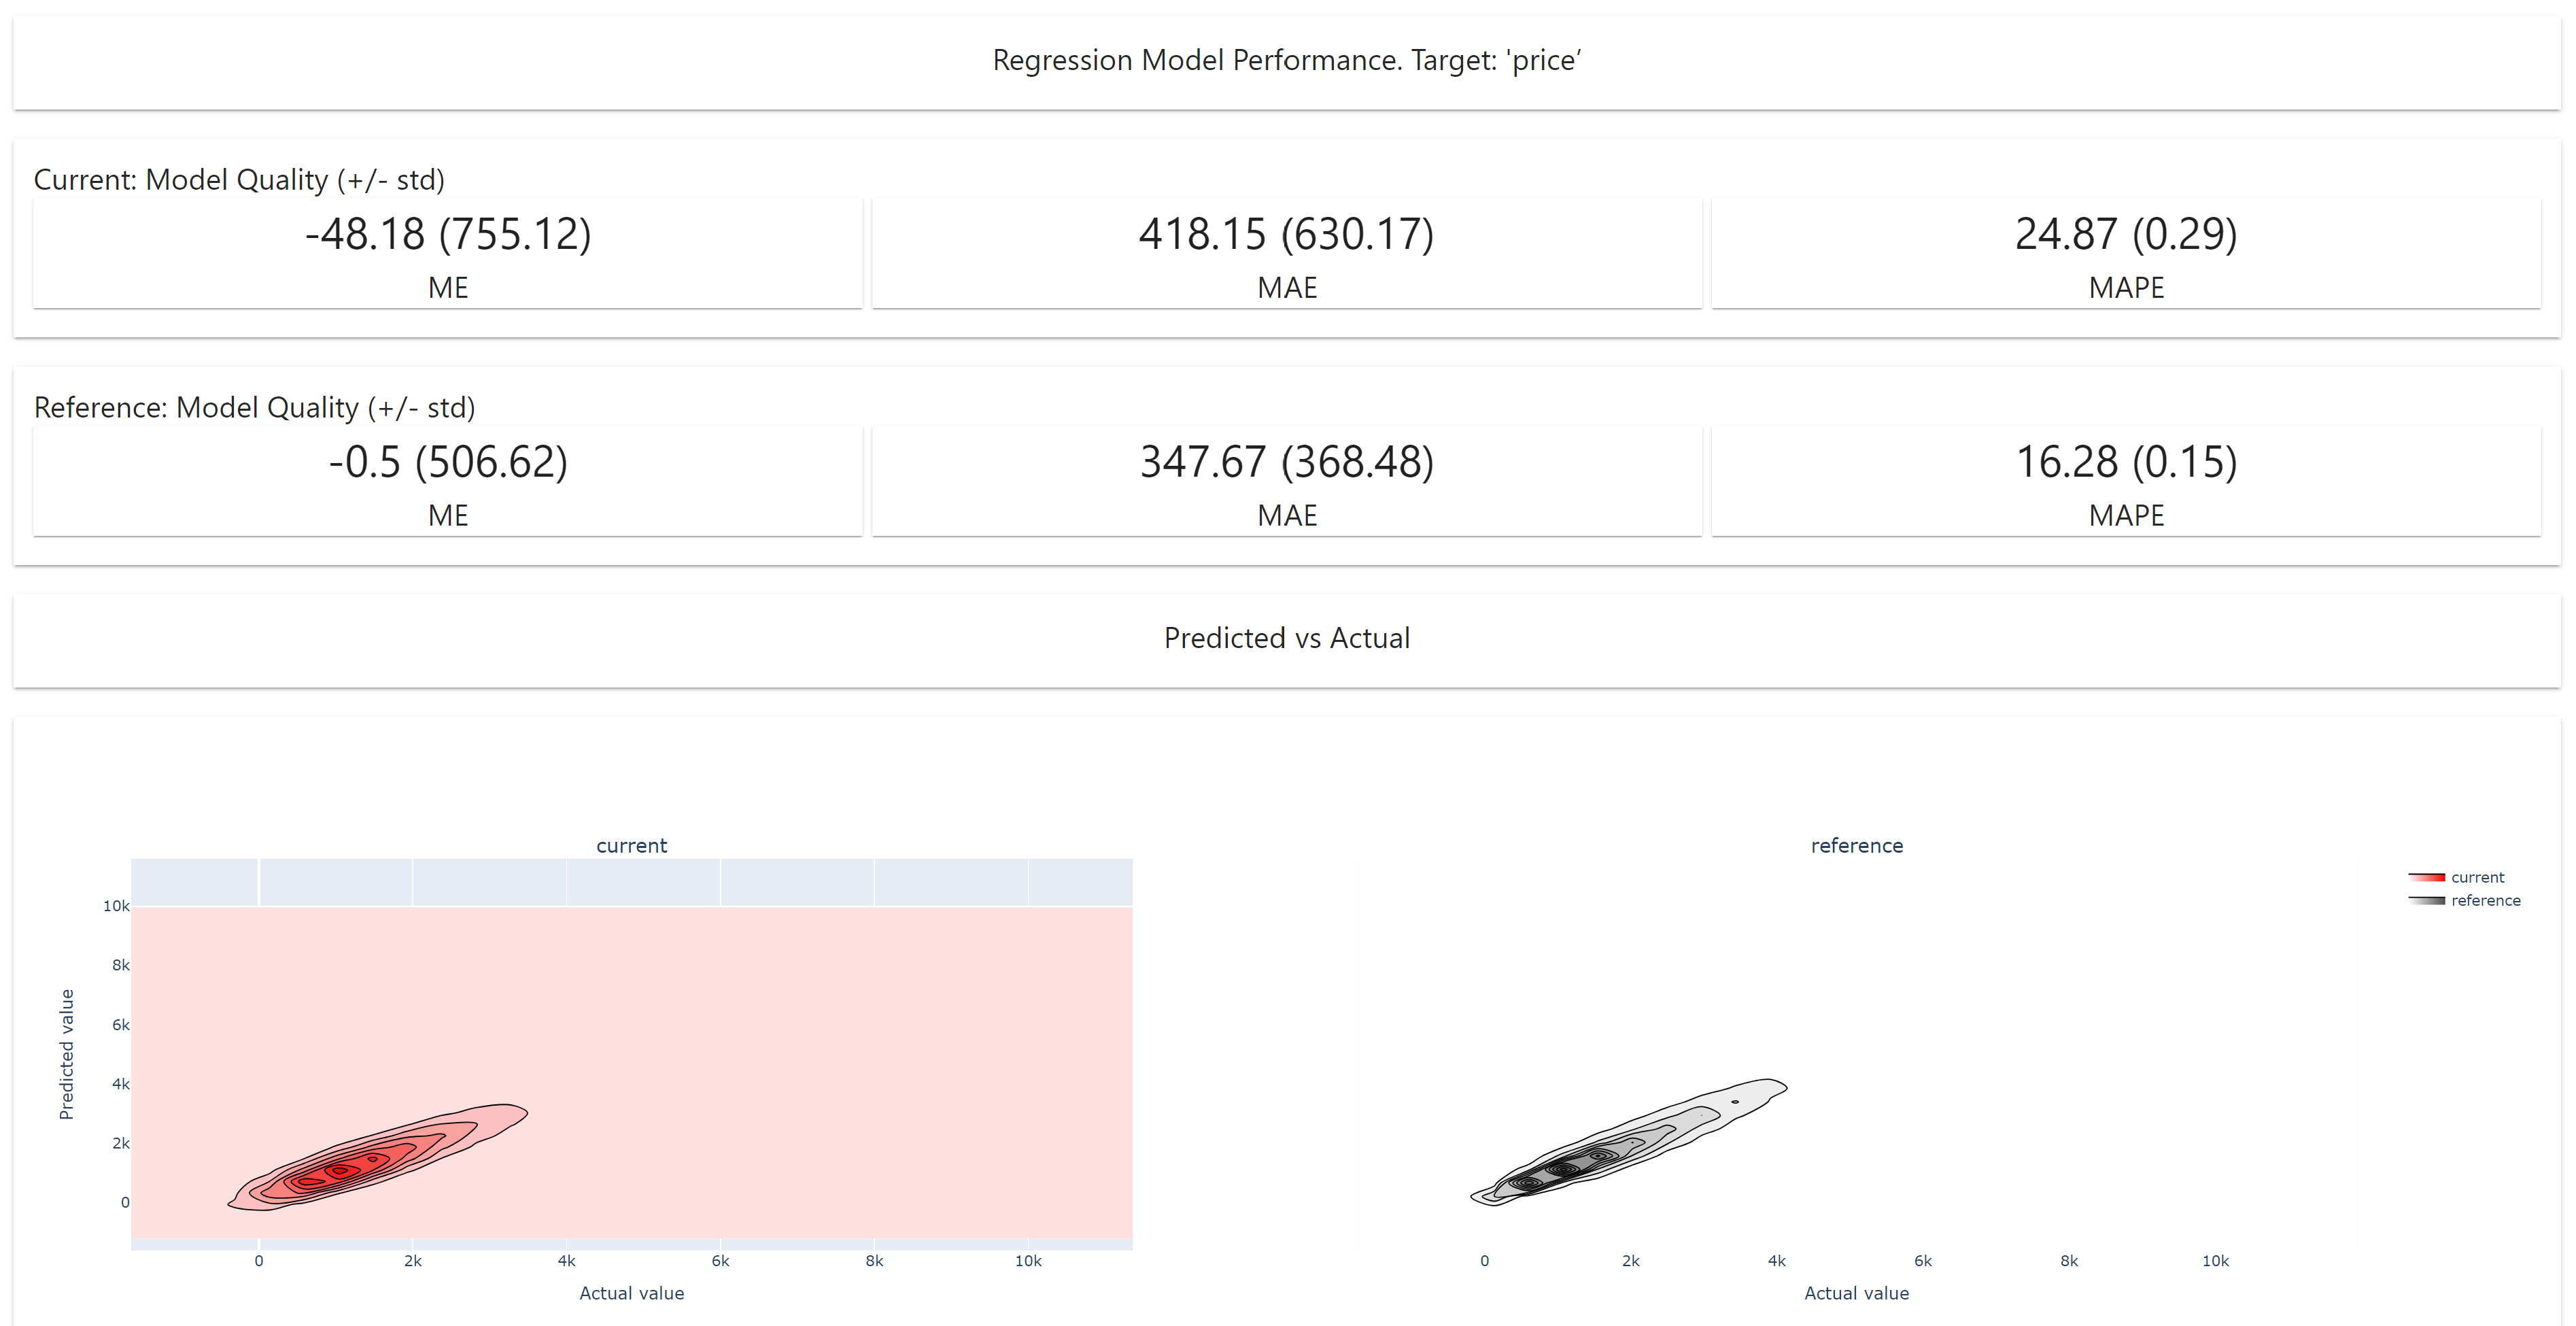 Regression Model Performance. Target: 'price’
Current: Model Quality (+/- std)
-48.18 (755.12)
ME
418.15 (630.17)
MAE
24.87 (0.29)
MAPE
Reference: Model Quality (+/- std)
-0.5 (506.62)
ME
347.67 (368.48)
MAE
16.28 (0.15)
MAPE
Predicted vs Actual
current
Predicted value
10k
8k
6k
4k
2k
0
0 2k 4k 6k 8k 10k
Actual value
reference
0 2k 4k 6k 8k 10k
Actual value
current
reference